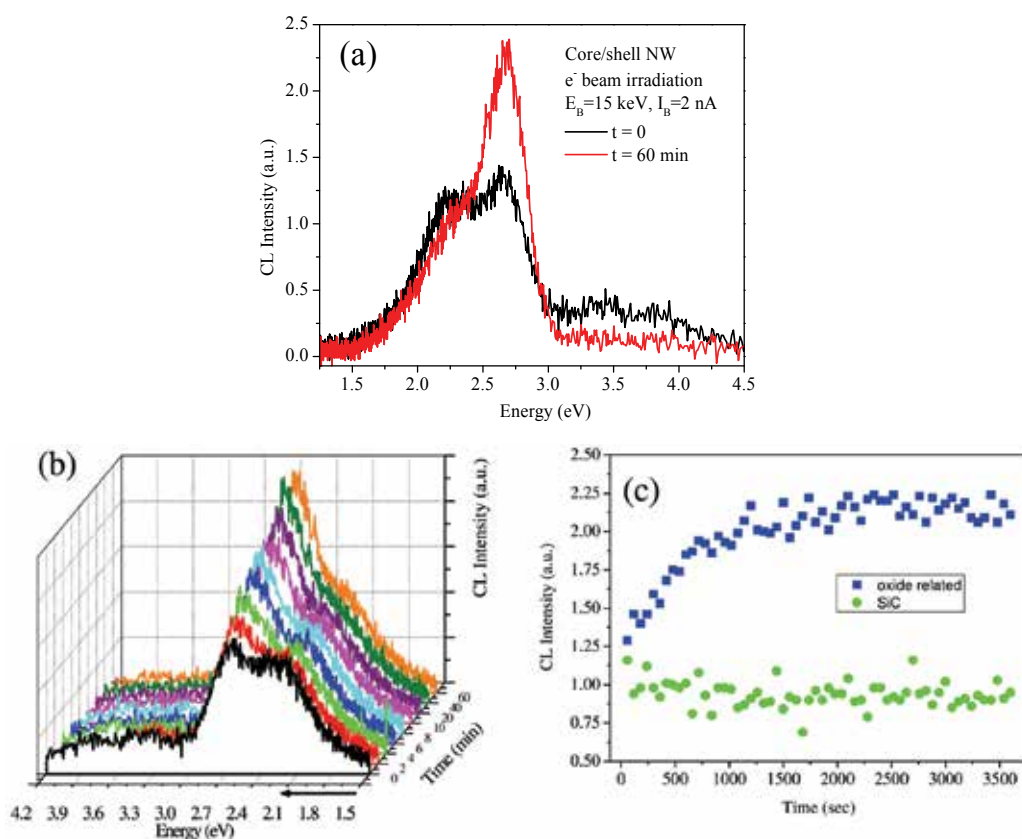 (a)
Core/shell NW
e⁻ beam irradiation
E_B=15 keV, I_B=2 nA
t = 0
t = 60 min
2.5
2.0
1.5
1.0
0.5
0.0
CL Intensity (a.u.)
1.5 2.0 2.5 3.0 3.5 4.0 4.5
Energy (eV)
(b)
CL Intensity (a.u.)
Time (min)
4.2 3.9 3.6 3.3 3.0 2.7 2.4 2.1 1.8 1.5
Energy (eV)
(c)
2.50
2.25
2.00
1.75
1.50
1.25
1.00
0.75
0.50
CL Intensity (a.u.)
oxide related
SiC
0 500 1000 1500 2000 2500 3000 3500
Time (sec)